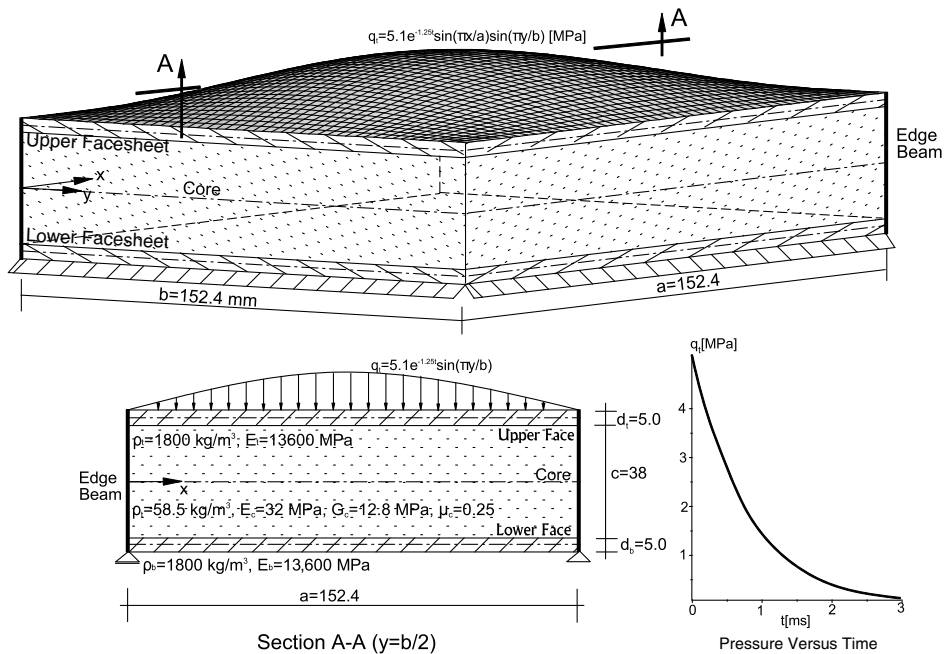 qₜ=5.1e⁻¹·²⁵ᵗsin(πx/a)sin(πy/b) [MPa]
A
A
Upper Facesheet
Edge
Beam
x
Core
y
Lower Facesheet
b=152.4 mm
a=152.4
qₜ=5.1e⁻¹·²⁵ᵗsin(πy/b)
ρₜ=1800 kg/m³, Eₜ=13600 MPa
Upper Face
dₜ=5.0
Edge
Beam
x
Core
c=38
ρₜ=58.5 kg/m³, E꜀=32 MPa, G꜀=12.8 MPa, μ꜀=0.25
Lower Face
d_b=5.0
ρ_b=1800 kg/m³, E_b=13,600 MPa
a=152.4
Section A-A (y=b/2)
qₜ[MPa]
4
3
2
1
0 1 2 3
t[ms]
Pressure Versus Time